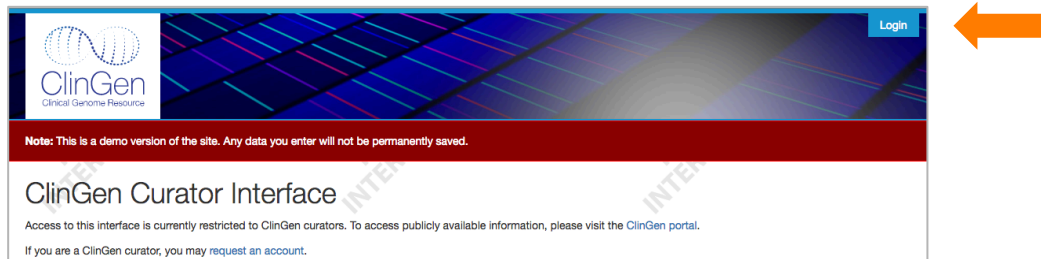 Login
ClinGen
Clinical Genome Resource
Note: This is a demo version of the site. Any data you enter will not be permanently saved.
ClinGen Curator Interface
Access to this interface is currently restricted to ClinGen curators. To access publicly available information, please visit the ClinGen portal.
If you are a ClinGen curator, you may request an account.